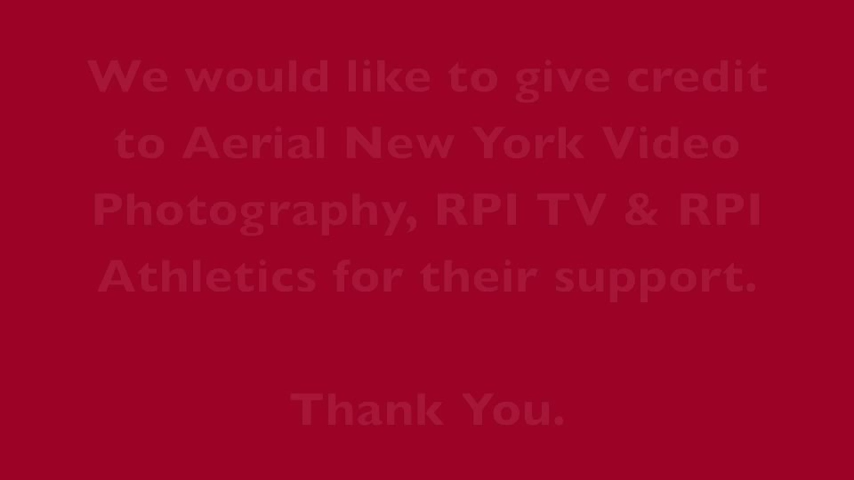 We would like to give credit
to Aerial New York Video
Photography, RPI TV & RPI
Athletics for their support.
Thank You.